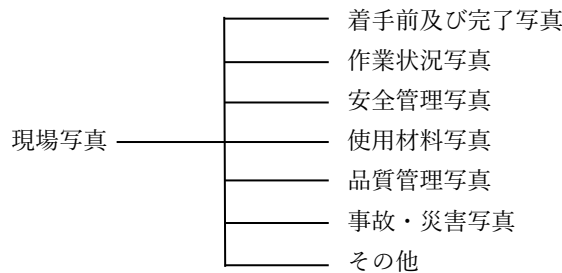 着手前及び完了写真
作業状況写真
安全管理写真
現場写真
使用材料写真
品質管理写真
事故・災害写真
その他